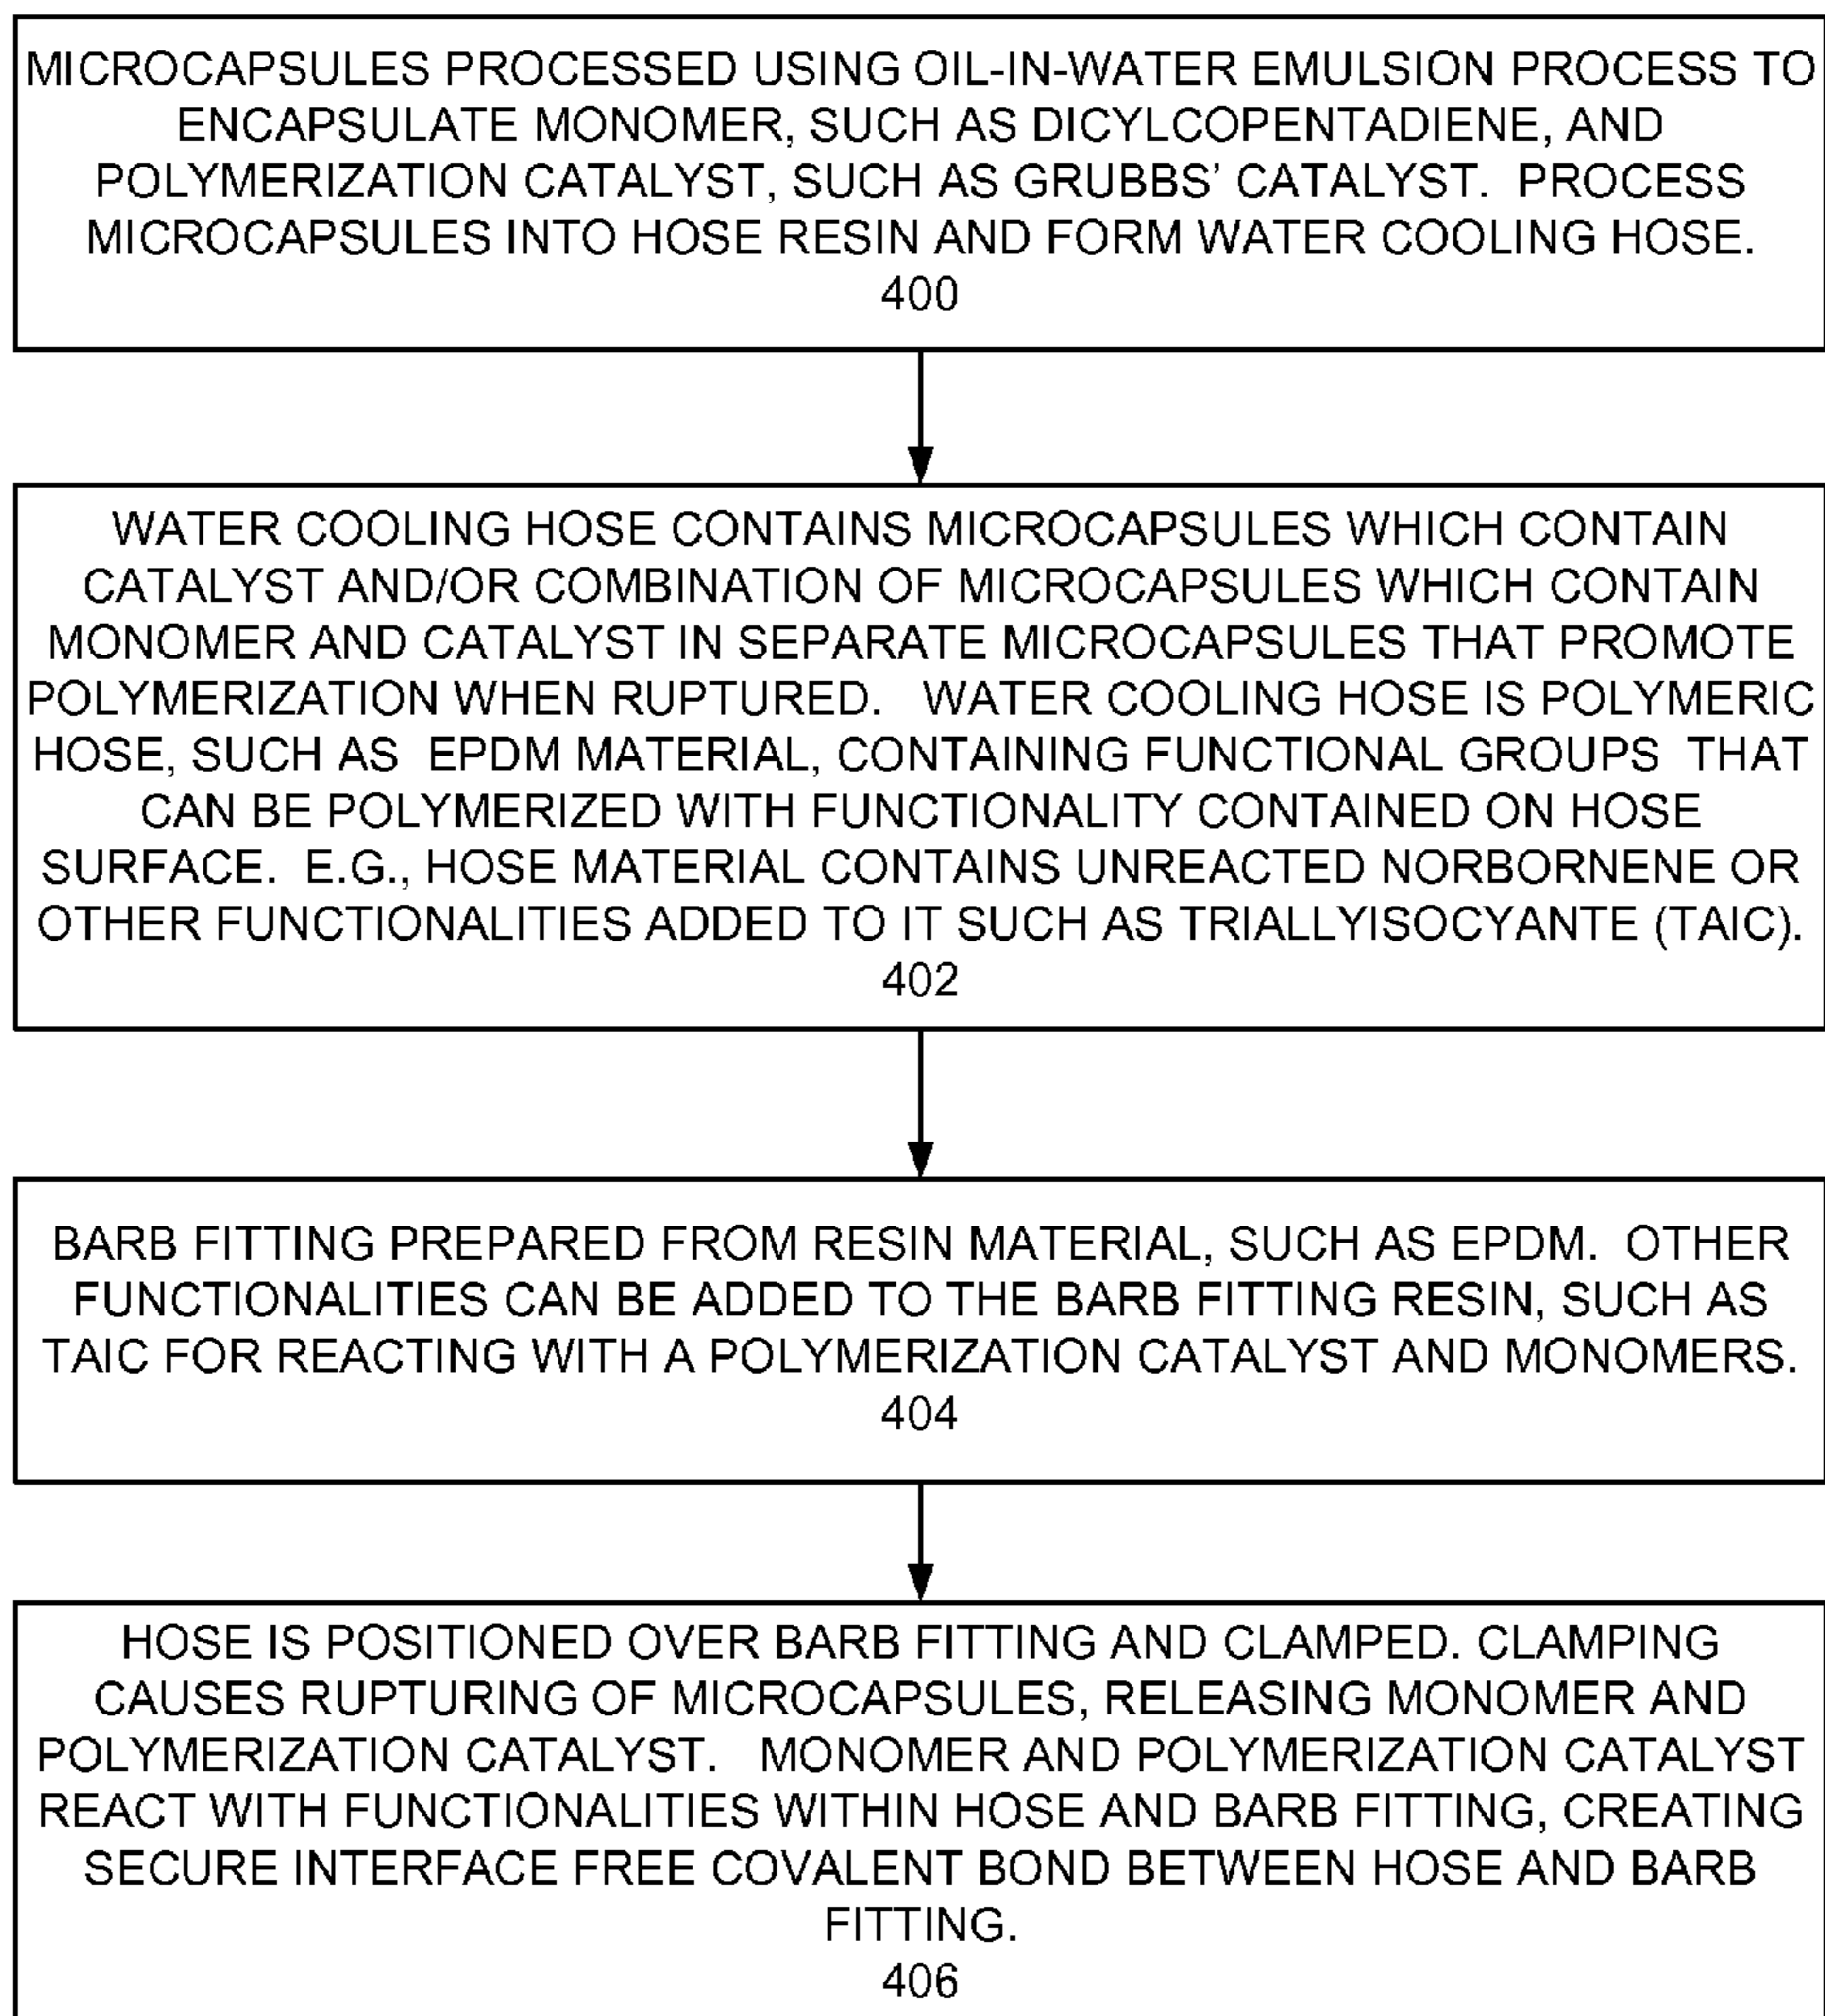 MICROCAPSULES PROCESSED USING OIL-IN-WATER EMULSION PROCESS TO
ENCAPSULATE MONOMER, SUCH AS DICYLCOPENTADIENE, AND
POLYMERIZATION CATALYST, SUCH AS GRUBBS' CATALYST. PROCESS
MICROCAPSULES INTO HOSE RESIN AND FORM WATER COOLING HOSE.
400
WATER COOLING HOSE CONTAINS MICROCAPSULES WHICH CONTAIN
CATALYST AND/OR COMBINATION OF MICROCAPSULES WHICH CONTAIN
MONOMER AND CATALYST IN SEPARATE MICROCAPSULES THAT PROMOTE
POLYMERIZATION WHEN RUPTURED. WATER COOLING HOSE IS POLYMERIC
HOSE, SUCH AS EPDM MATERIAL, CONTAINING FUNCTIONAL GROUPS THAT
CAN BE POLYMERIZED WITH FUNCTIONALITY CONTAINED ON HOSE
SURFACE. E.G., HOSE MATERIAL CONTAINS UNREACTED NORBORNENE OR
OTHER FUNCTIONALITIES ADDED TO IT SUCH AS TRIALLYISOCYANTE (TAIC).
402
BARB FITTING PREPARED FROM RESIN MATERIAL, SUCH AS EPDM. OTHER
FUNCTIONALITIES CAN BE ADDED TO THE BARB FITTING RESIN, SUCH AS
TAIC FOR REACTING WITH A POLYMERIZATION CATALYST AND MONOMERS.
404
HOSE IS POSITIONED OVER BARB FITTING AND CLAMPED. CLAMPING
CAUSES RUPTURING OF MICROCAPSULES, RELEASING MONOMER AND
POLYMERIZATION CATALYST. MONOMER AND POLYMERIZATION CATALYST
REACT WITH FUNCTIONALITIES WITHIN HOSE AND BARB FITTING, CREATING
SECURE INTERFACE FREE COVALENT BOND BETWEEN HOSE AND BARB
FITTING.
406